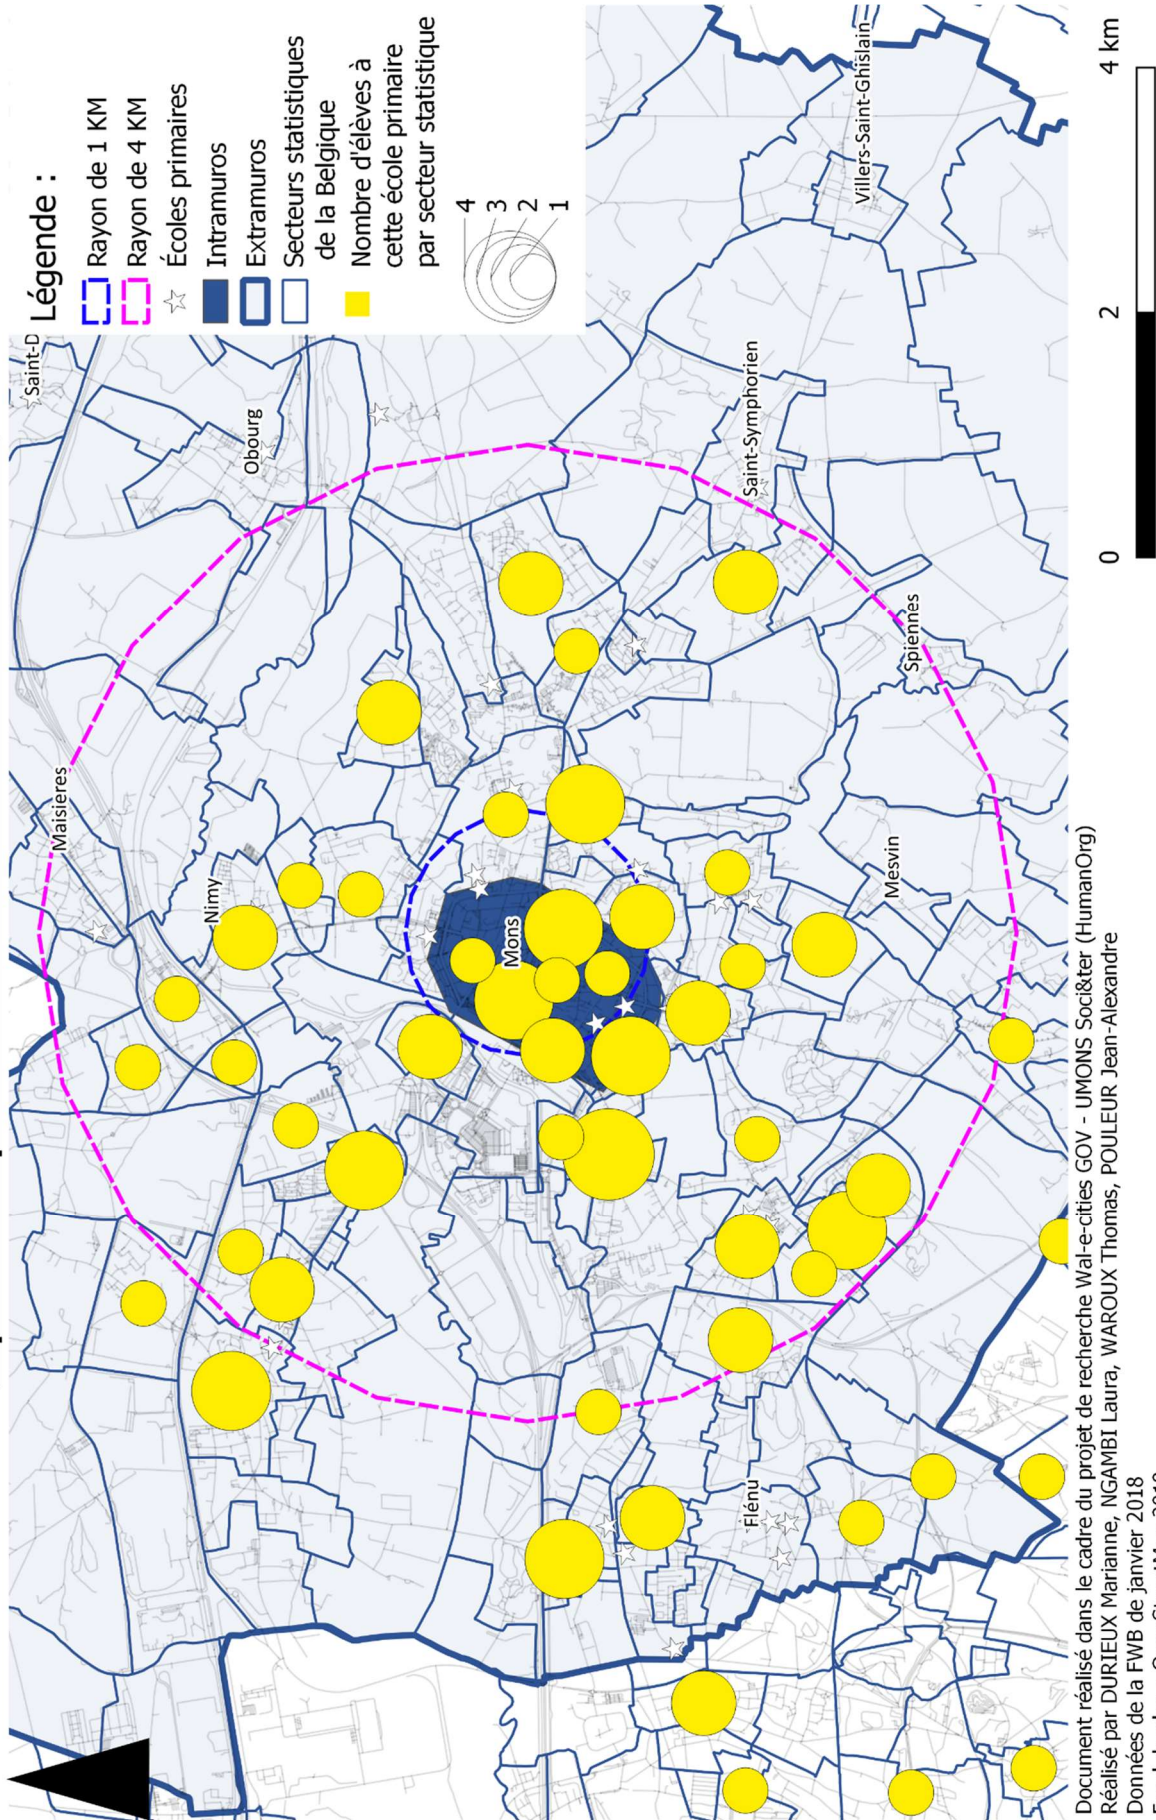 Légende :
Rayon de 1 KM
Rayon de 4 KM
Écoles primaires
Intramuros
Extramuros
Secteurs statistiques
de la Belgique
Nombre d'élèves à
cette école primaire
par secteur statistique
4
3
2
1
Saint-D
Obourg
Maisières
Nimy
Mons
Saint-Symphorien
Villers-Saint-Ghislain
Spiennes
Mesvin
Flénu
0 2 4 km
Document réalisé dans le cadre du projet de recherche Wal-e-cities GOV - UMONS Soci&ter (HumanOrg)
Réalisé par DURIEUX Marianne, NGAMBI Laura, WAROUX Thomas, POULEUR Jean-Alexandre
Données de la FWB de janvier 2018